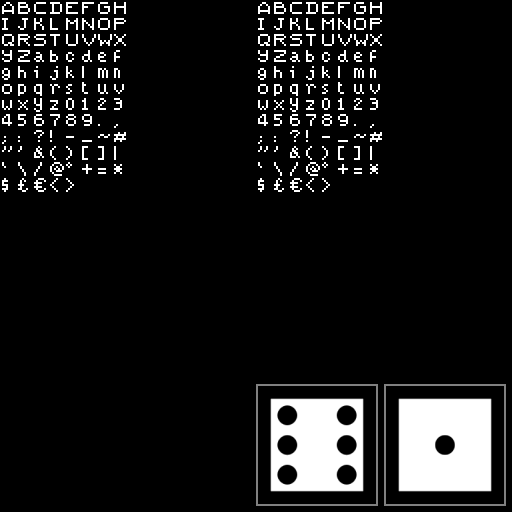 ABCDEFGH
IJKLMNOP
QRSTUVWX
YZabcdef
ghijklmn
opqrstuv
wxyz0123
456789.,
;:?!-_~#
"'&()[]|
`\/@°+=*
$£€<>
ABCDEFGH
IJKLMNOP
QRSTUVWX
YZabcdef
ghijklmn
opqrstuv
wxyz0123
456789.,
;:?!-_~#
"'&()[]|
`\/@°+=*
$£€<>